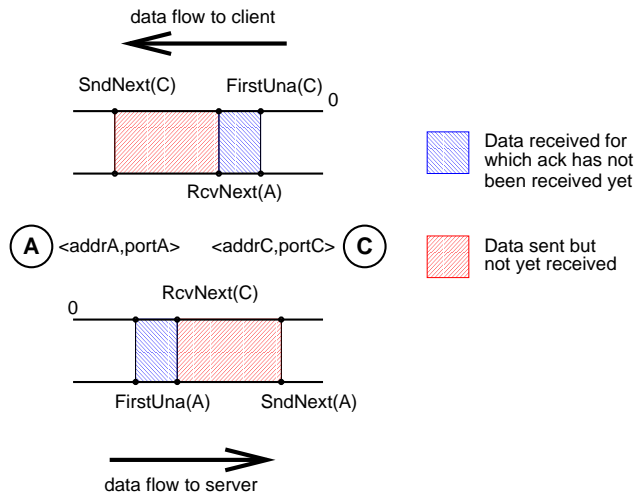 data flow to client
SndNext(C)
FirstUna(C)
0
RcvNext(A)
Data received for
which ack has not
been received yet
A
<addrA,portA>
<addrC,portC>
C
Data sent but
not yet received
RcvNext(C)
0
FirstUna(A)
SndNext(A)
data flow to server